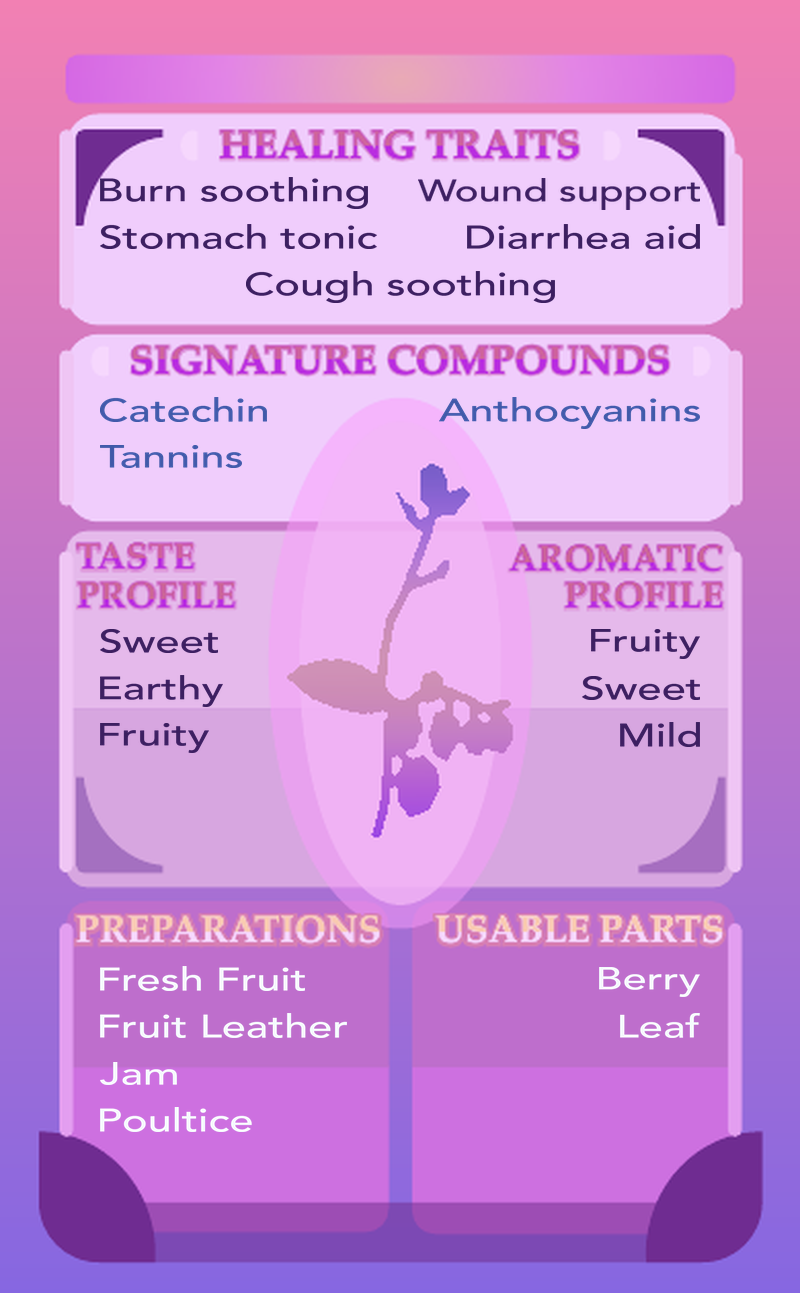 HEALING TRAITS
Burn soothing Wound support
Stomach tonic Diarrhea aid
Cough soothing
SIGNATURE COMPOUNDS
Catechin Anthocyanins
Tannins
TASTE
PROFILE
Sweet
Earthy
Fruity
AROMATIC
PROFILE
Fruity
Sweet
Mild
PREPARATIONS
Fresh Fruit
Fruit Leather
Jam
Poultice
USABLE PARTS
Berry
Leaf